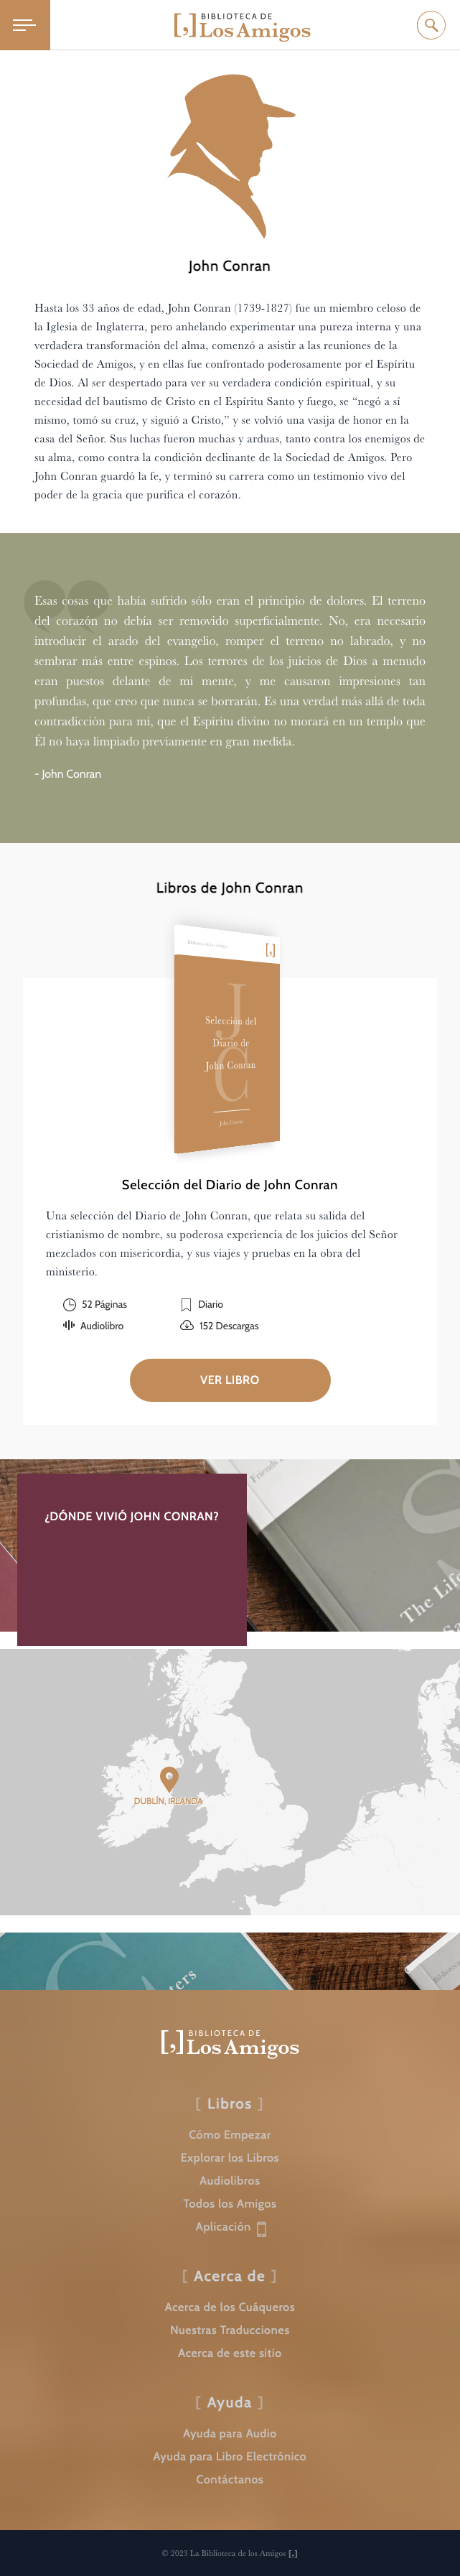 BIBLIOTECA DE
[;] Los Amigos
John Conran
Hasta los 33 años de edad, John Conran (1739-1827) fue un miembro celoso de
la Iglesia de Inglaterra, pero anhelando experimentar una pureza interna y una
verdadera transformación del alma, comenzó a asistir a las reuniones de la
Sociedad de Amigos, y en ellas fue confrontado poderosamente por el Espíritu
de Dios. Al ser despertado para ver su verdadera condición espiritual, y su
necesidad del bautismo de Cristo en el Espíritu Santo y fuego, se “negó a sí
mismo, tomó su cruz, y siguió a Cristo,” y se volvió una vasija de honor en la
casa del Señor. Sus luchas fueron muchas y arduas, tanto contra los enemigos de
su alma, como contra la condición declinante de la Sociedad de Amigos. Pero
John Conran guardó la fe, y terminó su carrera como un testimonio vivo del
poder de la gracia que purifica el corazón.
Esas cosas que había sufrido sólo eran el principio de dolores. El terreno
del corazón no debía ser removido superficialmente. No, era necesario
introducir el arado del evangelio, romper el terreno no labrado, y no
sembrar más entre espinos. Los terrores de los juicios de Dios a menudo
eran puestos delante de mi mente, y me causaron impresiones tan
profundas, que creo que nunca se borrarán. Es una verdad más allá de toda
contradicción para mí, que el Espíritu divino no morará en un templo que
Él no haya limpiado previamente en gran medida.
- John Conran
Libros de John Conran
Biblioteca de los Amigos [;]
J C
Selección del
Diario de
John Conran
John Conran
Selección del Diario de John Conran
Una selección del Diario de John Conran, que relata su salida del
cristianismo de nombre, su poderosa experiencia de los juicios del Señor
mezclados con misericordia, y sus viajes y pruebas en la obra del
ministerio.
52 Páginas Diario
Audiolibro 152 Descargas
VER LIBRO
Friends
¿DÓNDE VIVIÓ JOHN CONRAN?
The Life
DUBLÍN, IRLANDA
BIBLIOTECA DE
[;] Los Amigos
[ Libros ]
Cómo Empezar
Explorar los Libros
Audiolibros
Todos los Amigos
Aplicación
[ Acerca de ]
Acerca de los Cuáqueros
Nuestras Traducciones
Acerca de este sitio
[ Ayuda ]
Ayuda para Audio
Ayuda para Libro Electrónico
Contáctanos
© 2023 La Biblioteca de los Amigos [;]